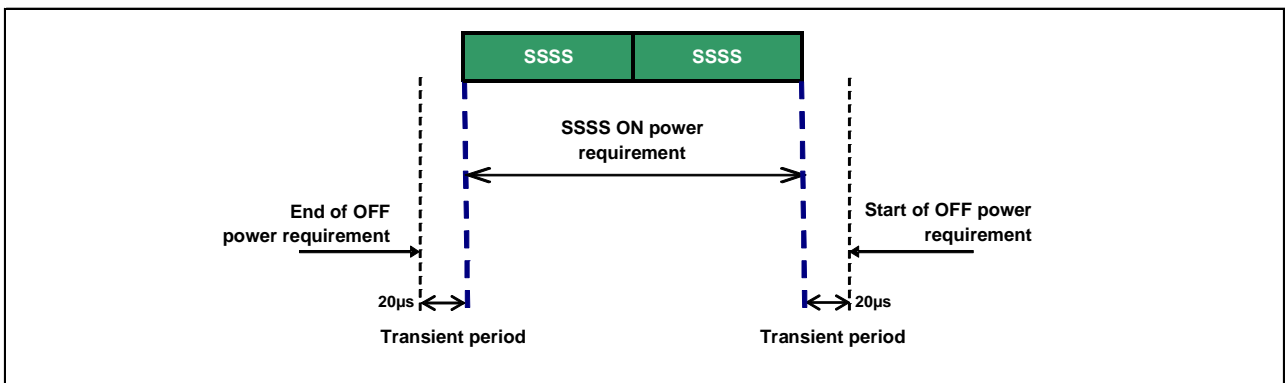 SSSS SSSS
SSSS ON power
requirement
End of OFF
power requirement
Start of OFF power
requirement
20µs
20µs
Transient period
Transient period